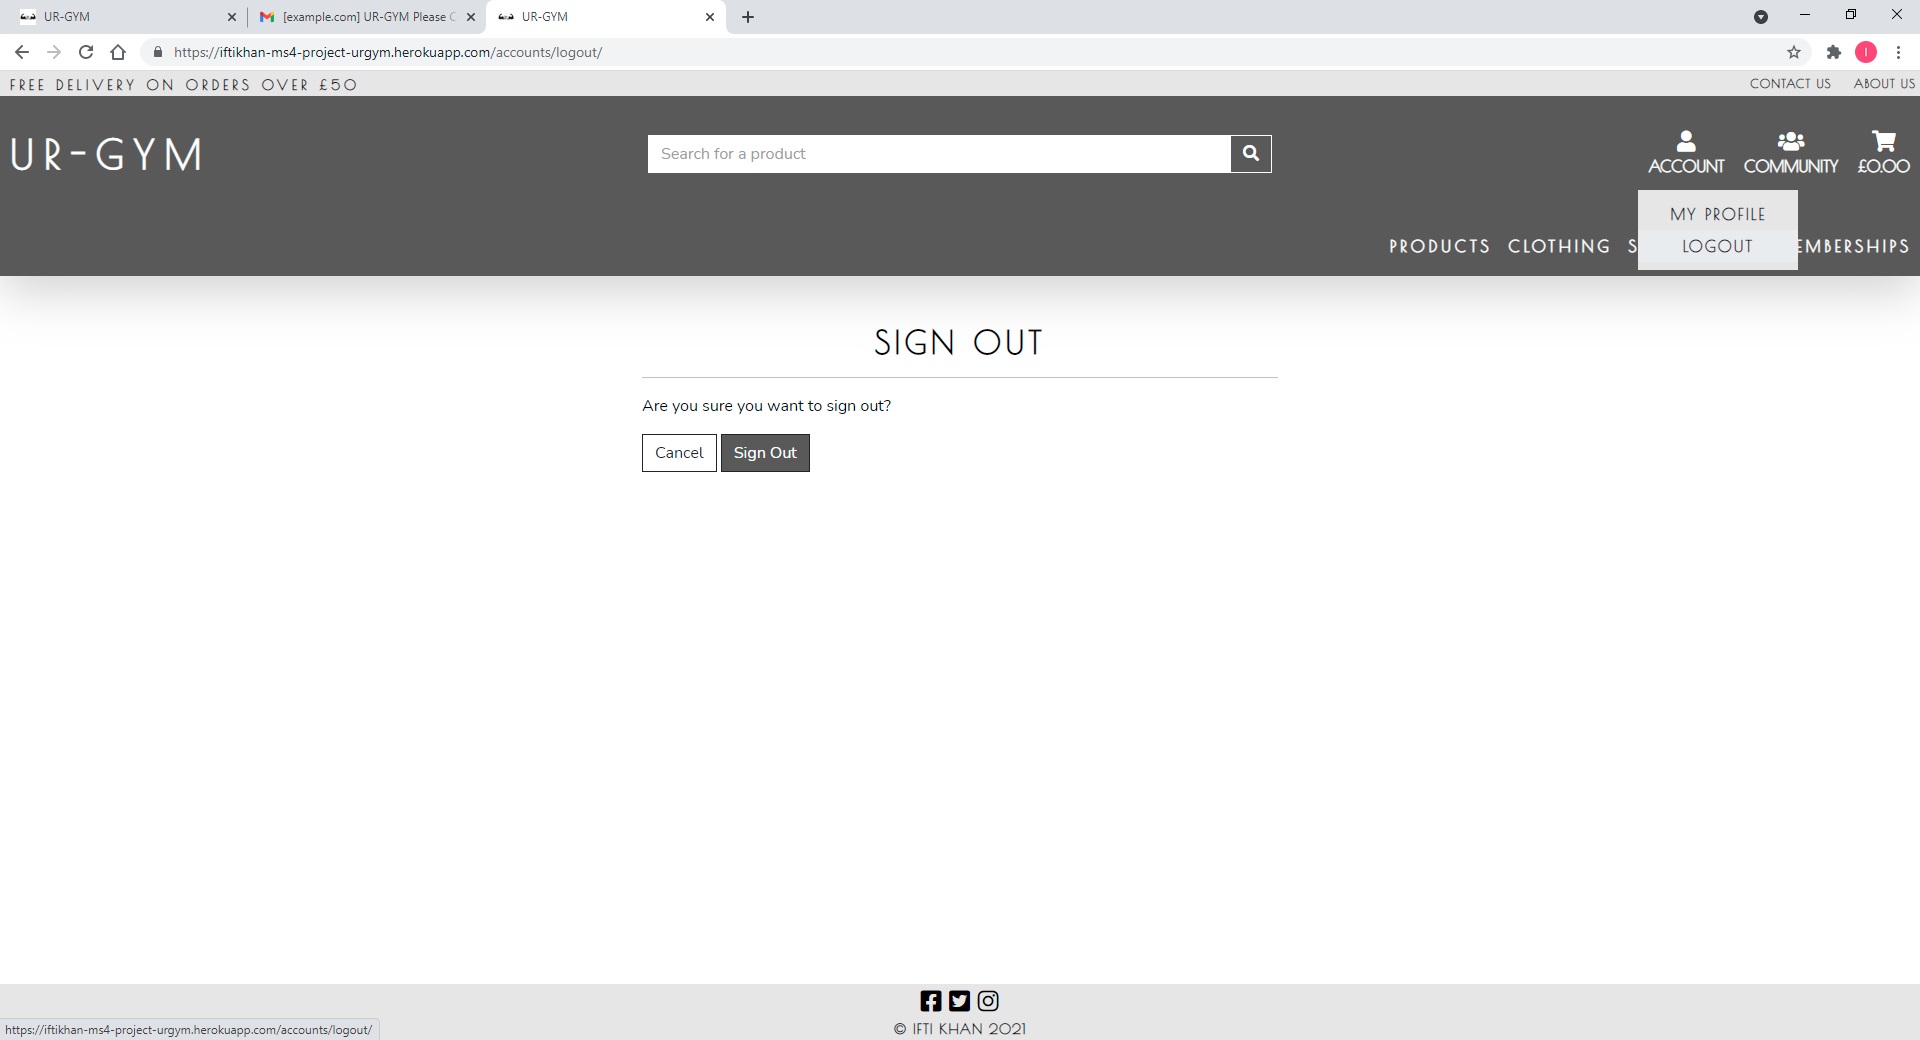 UR-GYM
[example.com] UR-GYM Please C
UR-GYM
https://iftikhan-ms4-project-urgym.herokuapp.com/accounts/logout/
I
FREE DELIVERY ON ORDERS OVER £50
CONTACT US ABOUT US
UR-GYM
Search for a product
ACCOUNT COMMUNITY £0.00
MY PROFILE
LOGOUT
PRODUCTS CLOTHING S EMBERSHIPS
SIGN OUT
Are you sure you want to sign out?
Cancel Sign Out
© IFTI KHAN 2021
https://iftikhan-ms4-project-urgym.herokuapp.com/accounts/logout/